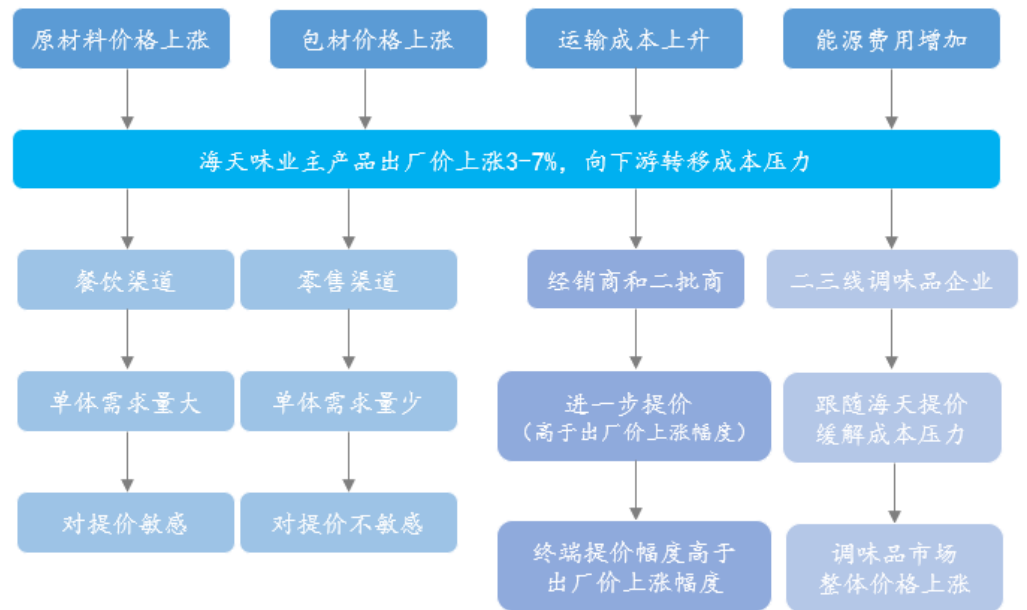 原材料价格上涨
包材价格上涨
运输成本上升
能源费用增加
海天味业主产品出厂价上涨3-7%，向下游转移成本压力
餐饮渠道
零售渠道
经销商和二批商
二三线调味品企业
单体需求量大
单体需求量少
进一步提价
（高于出厂价上涨幅度）
跟随海天提价
缓解成本压力
对提价敏感
对提价不敏感
终端提价幅度高于
出厂价上涨幅度
调味品市场
整体价格上涨